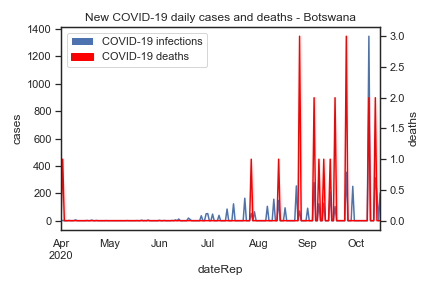 New COVID-19 daily cases and deaths - Botswana
COVID-19 infections
COVID-19 deaths
1400
1200
1000
800
600
400
200
0
cases
3.0
2.5
2.0
1.5
1.0
0.5
0.0
deaths
Apr May Jun Jul Aug Sep Oct
2020
dateRep